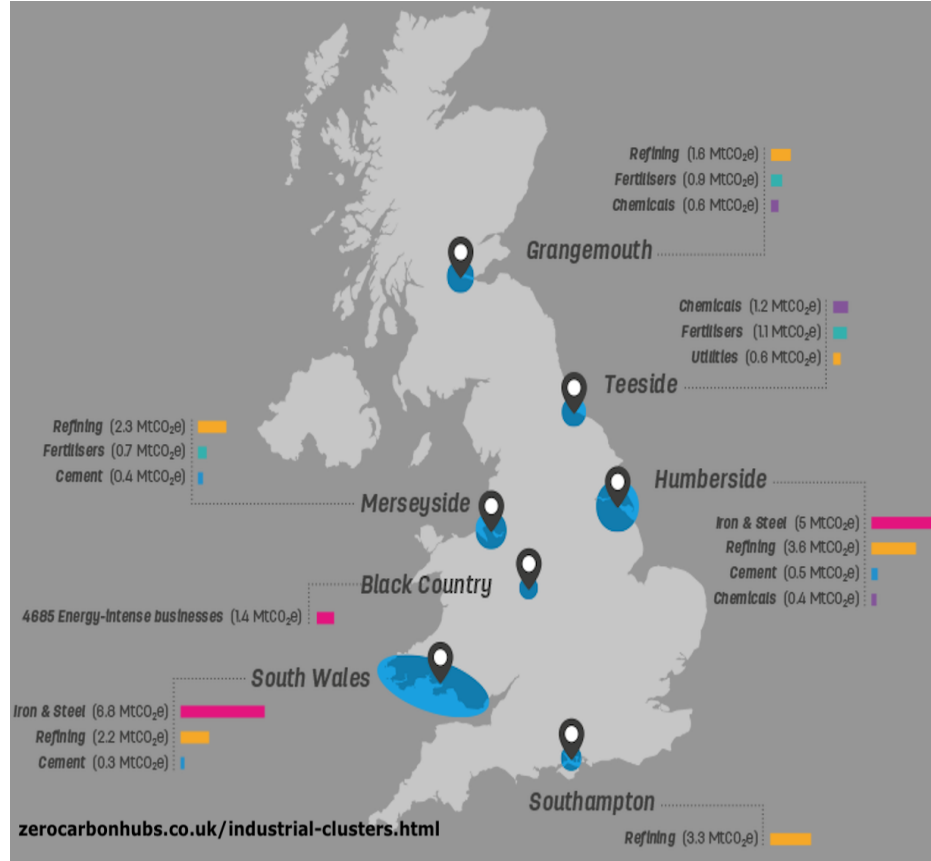 Refining (1.6 MtCO₂e)
Fertilisers (0.9 MtCO₂e)
Chemicals (0.6 MtCO₂e)
Grangemouth
Chemicals (1.2 MtCO₂e)
Fertilisers (1.1 MtCO₂e)
Utilities (0.6 MtCO₂e)
Teeside
Refining (2.3 MtCO₂e)
Fertilisers (0.7 MtCO₂e)
Cement (0.4 MtCO₂e)
Merseyside
Humberside
Iron & Steel (5 MtCO₂e)
Refining (3.6 MtCO₂e)
Cement (0.5 MtCO₂e)
Chemicals (0.4 MtCO₂e)
Black Country
4685 Energy-intense businesses (1.4 MtCO₂e)
South Wales
Iron & Steel (6.8 MtCO₂e)
Refining (2.2 MtCO₂e)
Cement (0.3 MtCO₂e)
Southampton
Refining (3.3 MtCO₂e)
zerocarbonhubs.co.uk/industrial-clusters.html